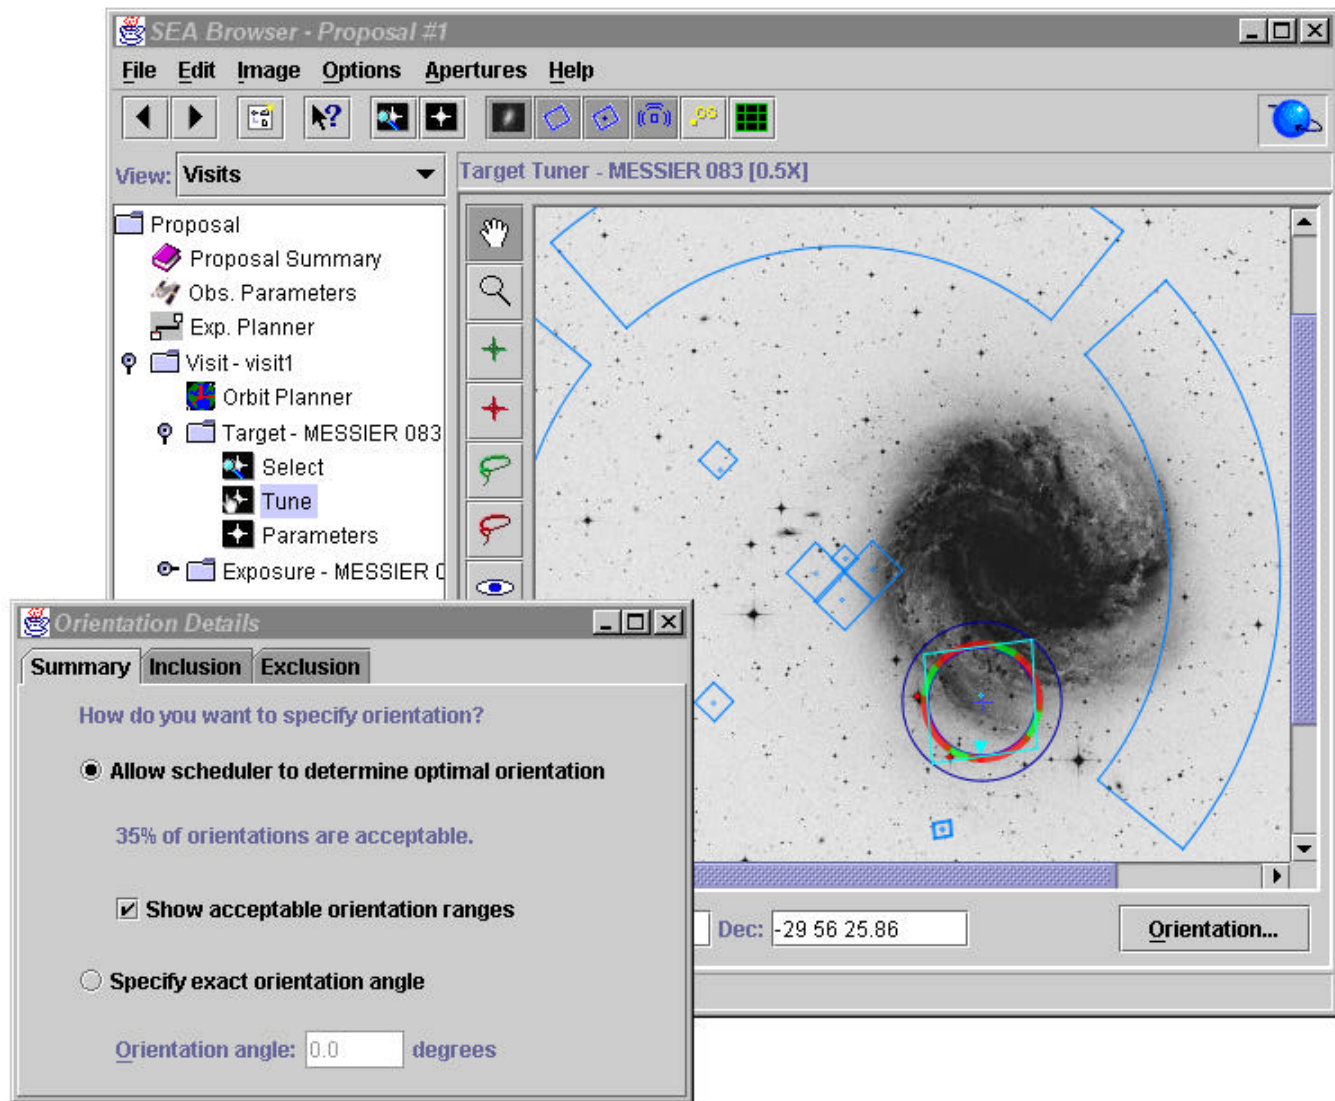 SEA Browser - Proposal #1
File Edit Image Options Apertures Help
View: Visits
Target Tuner - MESSIER 083 [0.5X]
Proposal
Proposal Summary
Obs. Parameters
Exp. Planner
Visit - visit1
Orbit Planner
Target - MESSIER 083
Select
Tune
Parameters
Exposure - MESSIER 0
Dec: -29 56 25.86
Orientation...
Orientation Details
Summary Inclusion Exclusion
How do you want to specify orientation?
Allow scheduler to determine optimal orientation
35% of orientations are acceptable.
Show acceptable orientation ranges
Specify exact orientation angle
Orientation angle: 0.0 degrees